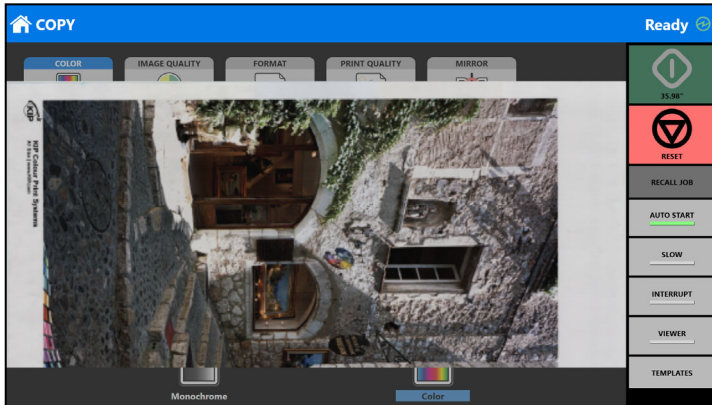 COPY
Ready
COLOR
IMAGE QUALITY
FORMAT
PRINT QUALITY
MIRROR
35.98"
RESET
RECALL JOB
AUTO START
SLOW
INTERRUPT
VIEWER
TEMPLATES
KIP
KIP Colour Print Systems
Monochrome
Color